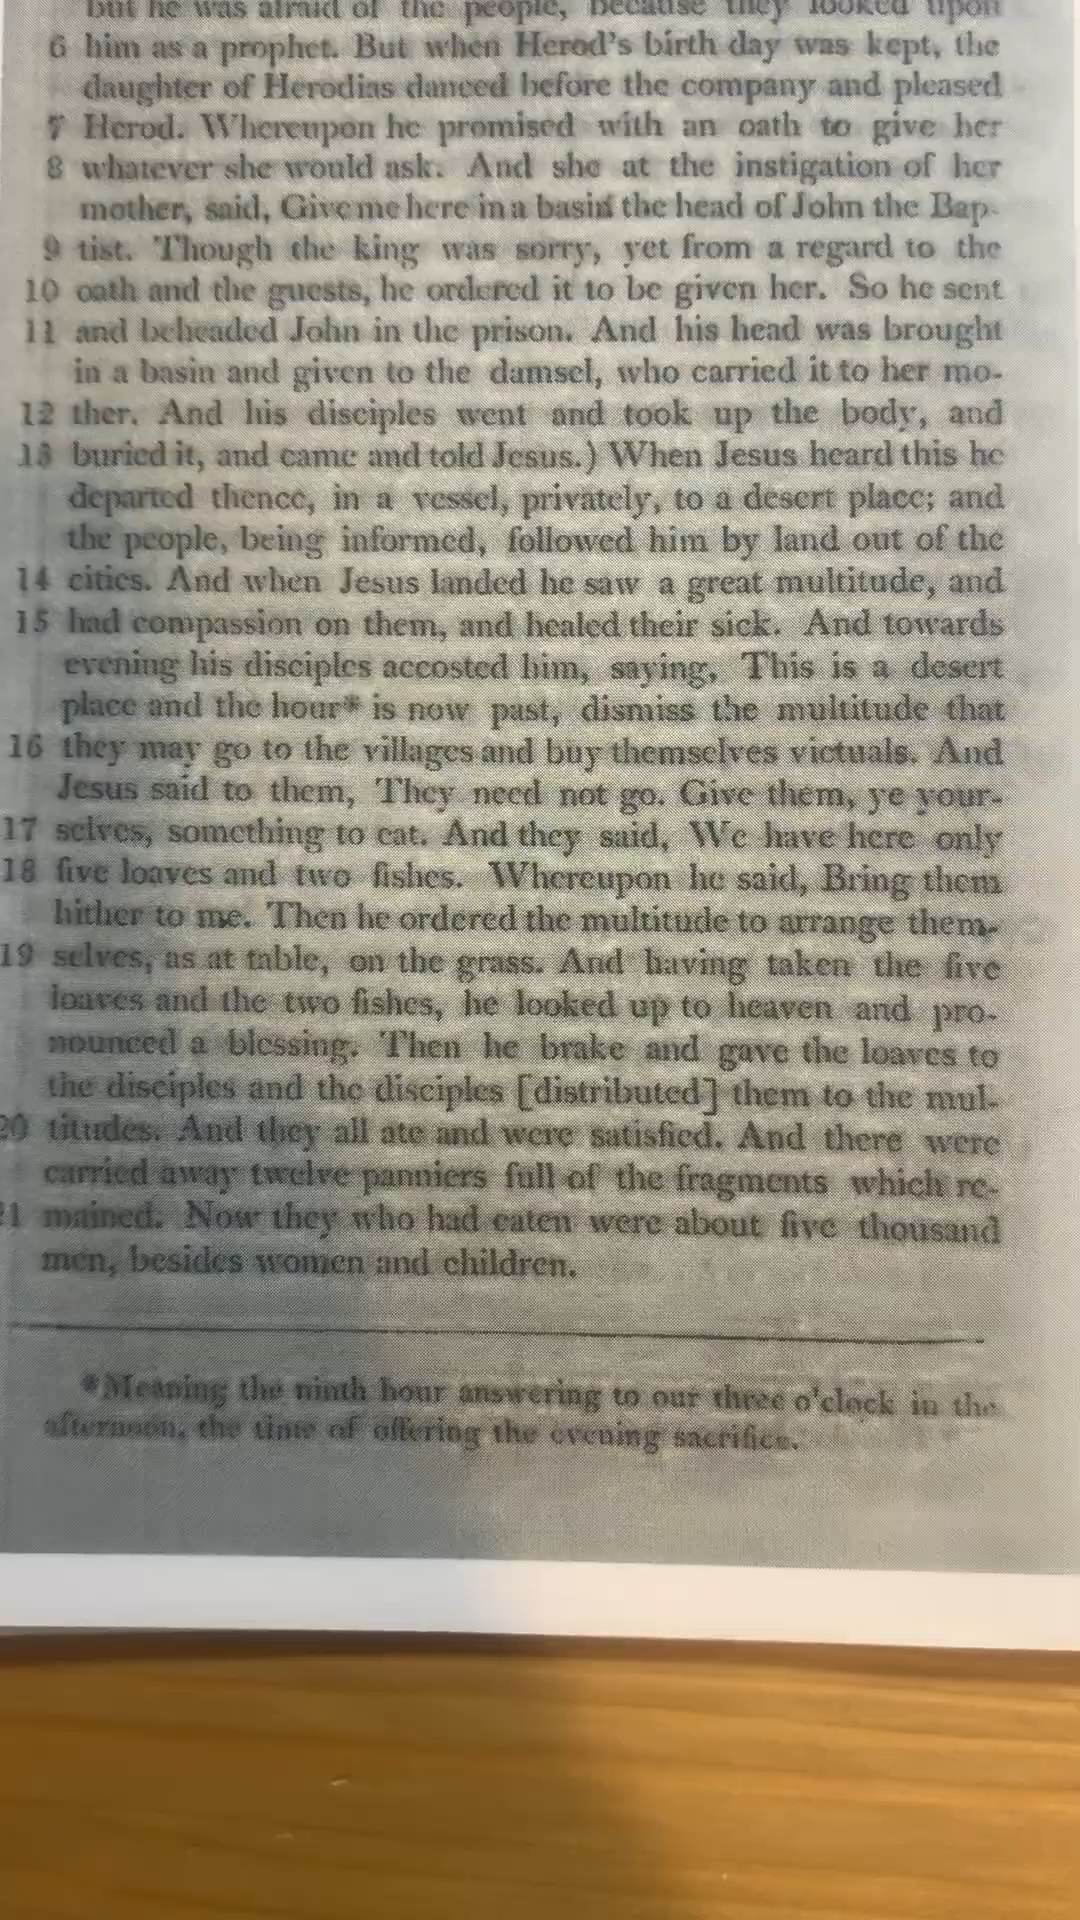 but he was afraid of the people, because they looked upon
6 him as a prophet. But when Herod's birth day was kept, the
daughter of Herodias danced before the company and pleased
7 Herod. Whereupon he promised with an oath to give her
8 whatever she would ask. And she at the instigation of her
mother, said, Give me here in a basin the head of John the Bap-
9 tist. Though the king was sorry, yet from a regard to the
10 oath and the guests, he ordered it to be given her. So he sent
11 and beheaded John in the prison. And his head was brought
in a basin and given to the damsel, who carried it to her mo-
12 ther. And his disciples went and took up the body, and
13 buried it, and came and told Jesus.) When Jesus heard this he
departed thence, in a vessel, privately, to a desert place; and
the people, being informed, followed him by land out of the
14 cities. And when Jesus landed he saw a great multitude, and
15 had compassion on them, and healed their sick. And towards
evening his disciples accosted him, saying, This is a desert
place and the hour* is now past, dismiss the multitude that
16 they may go to the villages and buy themselves victuals. And
Jesus said to them, They need not go. Give them, ye your-
17 selves, something to eat. And they said, We have here only
18 five loaves and two fishes. Whereupon he said, Bring them
hither to me. Then he ordered the multitude to arrange them-
19 selves, as at table, on the grass. And having taken the five
loaves and the two fishes, he looked up to heaven and pro-
nounced a blessing. Then he brake and gave the loaves to
the disciples and the disciples [distributed] them to the mul-
20 titudes. And they all ate and were satisfied. And there were
carried away twelve panniers full of the fragments which re-
21 mained. Now they who had eaten were about five thousand
men, besides women and children.
*Meaning the ninth hour answering to our three o'clock in the
afternoon, the time of offering the evening sacrifice.